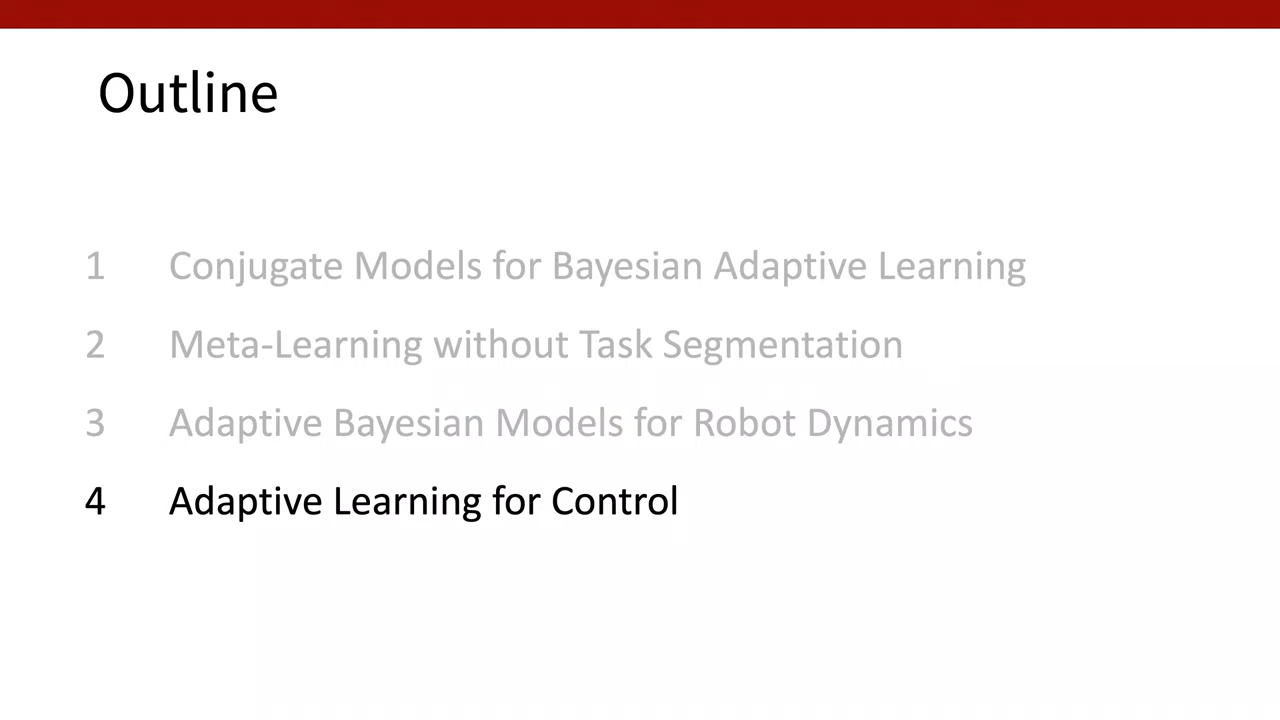 Outline
1 Conjugate Models for Bayesian Adaptive Learning
2 Meta-Learning without Task Segmentation
3 Adaptive Bayesian Models for Robot Dynamics
4 Adaptive Learning for Control